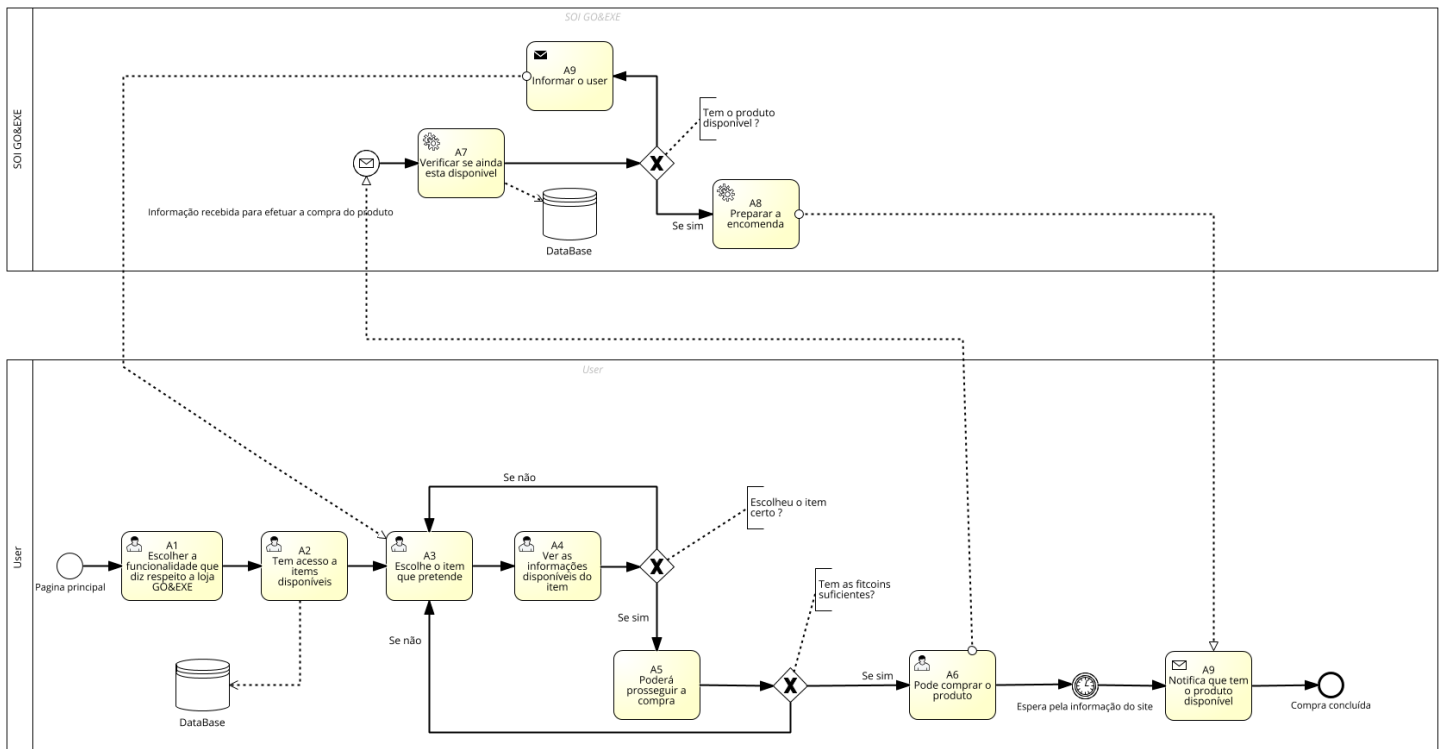 SOI GO&EXE
SOI GO&EXE
A9
Informar o user
Tem o produto
disponível ?
A7
Verificar se ainda
esta disponivel
Informação recebida para efetuar a compra do produto
DataBase
Se sim
A8
Preparar a
encomenda
User
User
Se não
Escolheu o item
certo ?
Pagina principal
A1
Escolher a
funcionalidade que
diz respeito a loja
GO&EXE
A2
Tem acesso a
items
disponíveis
A3
Escolhe o item
que pretende
A4
Ver as
informações
disponíveis do
item
Tem as fitcoins
suficientes?
Se sim
Se não
DataBase
A5
Poderá
prosseguir a
compra
Se sim
A6
Pode comprar o
produto
Espera pela informação do site
A9
Notifica que tem
o produto
disponível
Compra concluída